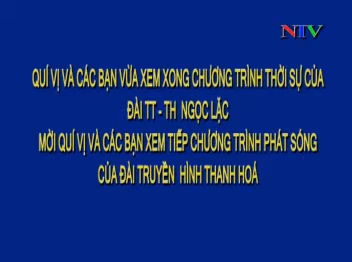 NTV
QUÍ VỊ VÀ CÁC BẠN VỪA XEM XONG CHƯƠNG TRÌNH THỜI SỰ CỦA
ĐÀI TT - TH NGỌC LẶC
MỜI QUÍ VỊ VÀ CÁC BẠN XEM TIẾP CHƯƠNG TRÌNH PHÁT SÓNG
CỦA ĐÀI TRUYỀN HÌNH THANH HOÁ